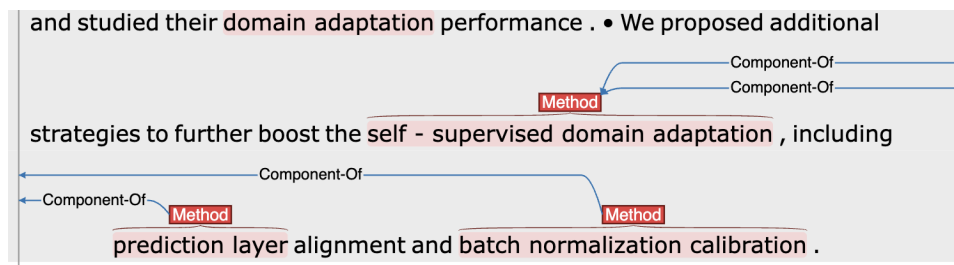 and studied their domain adaptation performance . • We proposed additional
Component-Of
Component-Of
Method
strategies to further boost the self - supervised domain adaptation , including
Component-Of
Component-Of
Method Method
prediction layer alignment and batch normalization calibration .